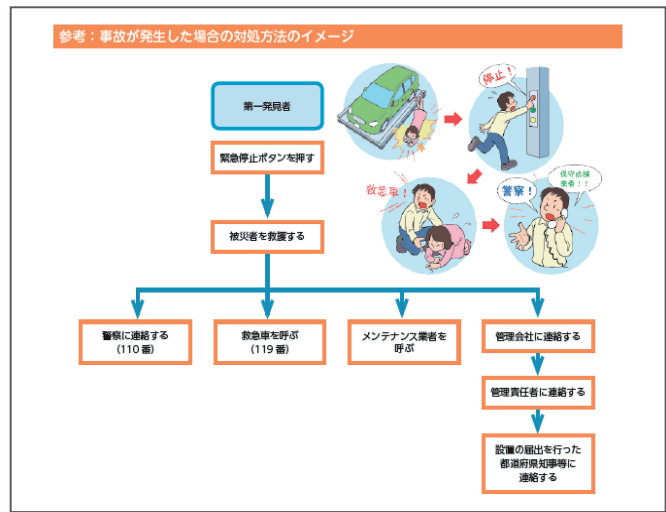 参考：事故が発生した場合の対処方法のイメージ
第一発見者
停止！
緊急停止ボタンを押す
救急車！
警察！
保守点検
業者！！
被災者を救護する
警察に連絡する
(110 番)
救急車を呼ぶ
(119 番)
メンテナンス業者を
呼ぶ
管理会社に連絡する
管理責任者に連絡する
設置の届出を行った
都道府県知事等に
連絡する